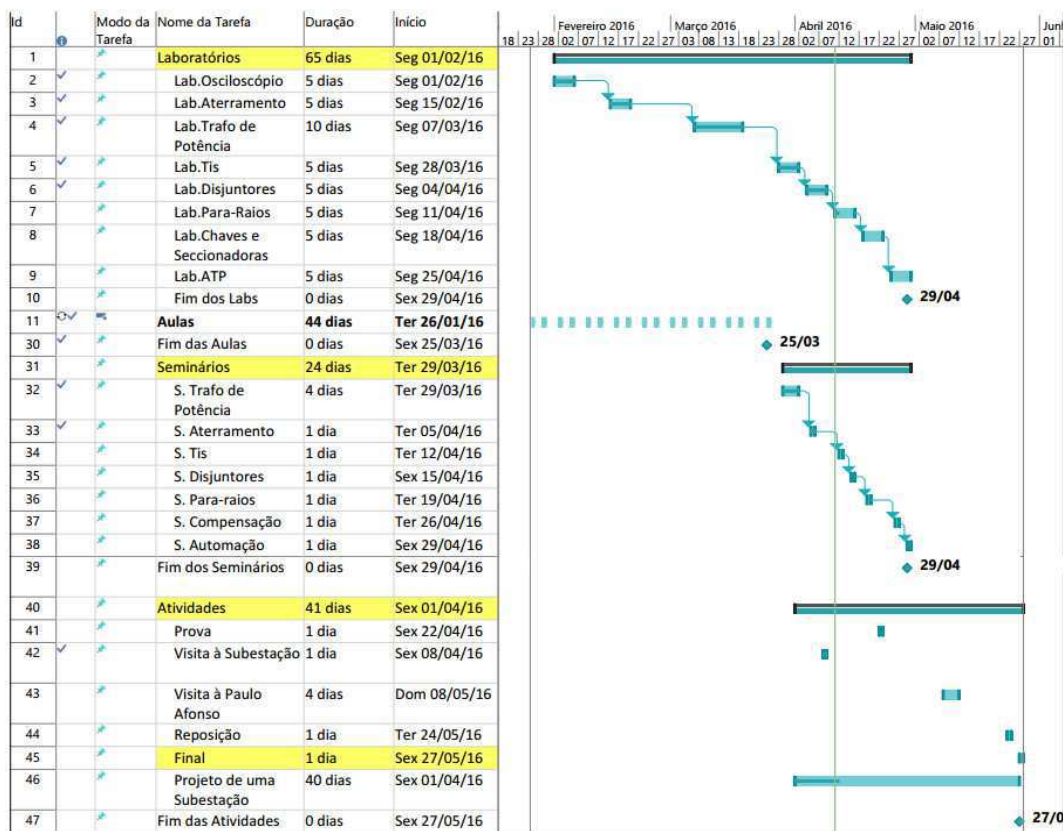 Id Modo da Tarefa Nome da Tarefa Duração Início
Fevereiro 2016 Março 2016 Abril 2016 Maio 2016
18 23 28 02 07 12 17 22 27 03 08 13 18 23 28 02 07 12 17 22 27 02 07 12 17 22 27 01
1 Laboratórios 65 dias Seg 01/02/16
2 Lab.Osciloscópio 5 dias Seg 01/02/16
3 Lab.Aterramento 5 dias Seg 15/02/16
4 Lab.Trafo de Potência 10 dias Seg 07/03/16
5 Lab.Tis 5 dias Seg 28/03/16
6 Lab.Disjuntores 5 dias Seg 04/04/16
7 Lab.Para-Raios 5 dias Seg 11/04/16
8 Lab.Chaves e Seccionadoras 5 dias Seg 18/04/16
9 Lab.ATP 5 dias Seg 25/04/16
10 Fim dos Labs 0 dias Sex 29/04/16 29/04
11 Aulas 44 dias Ter 26/01/16
30 Fim das Aulas 0 dias Sex 25/03/16 25/03
31 Seminários 24 dias Ter 29/03/16
32 S. Trafo de Potência 4 dias Ter 29/03/16
33 S. Aterramento 1 dia Ter 05/04/16
34 S. Tis 1 dia Ter 12/04/16
35 S. Disjuntores 1 dia Sex 15/04/16
36 S. Para-raios 1 dia Ter 19/04/16
37 S. Compensação 1 dia Ter 26/04/16
38 S. Automação 1 dia Sex 29/04/16
39 Fim dos Seminários 0 dias Sex 29/04/16 29/04
40 Atividades 41 dias Sex 01/04/16
41 Prova 1 dia Sex 22/04/16
42 Visita à Subestação 1 dia Sex 08/04/16
43 Visita à Paulo Afonso 4 dias Dom 08/05/16
44 Reposição 1 dia Ter 24/05/16
45 Final 1 dia Sex 27/05/16
46 Projeto de uma Subestação 40 dias Sex 01/04/16
47 Fim das Atividades 0 dias Sex 27/05/16